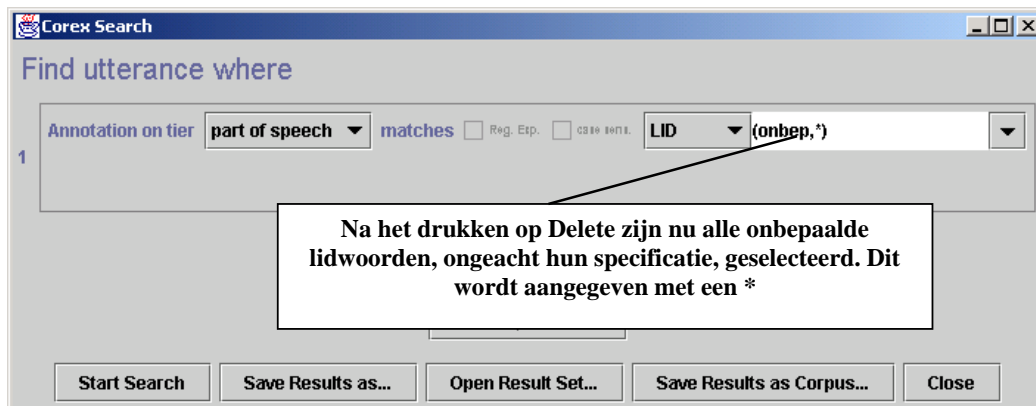 Corex Search
Find utterance where
Annotation on tier part of speech matches Reg. Exp. case sens. LID (onbep,*)
1
Na het drukken op Delete zijn nu alle onbepaalde
lidwoorden, ongeacht hun specificatie, geselecteerd. Dit
wordt aangegeven met een *
Start Search Save Results as... Open Result Set... Save Results as Corpus... Close